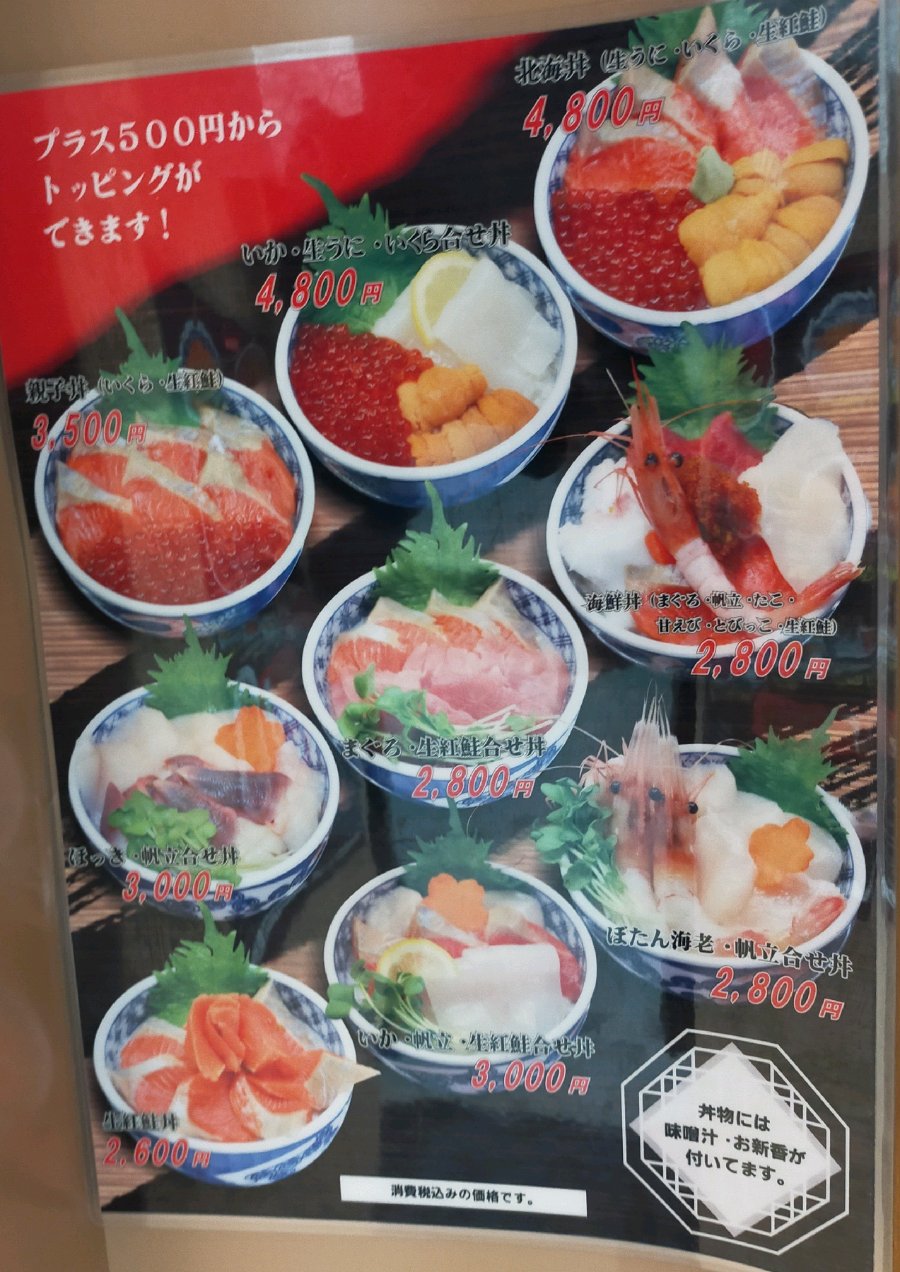 プラス５００円から
トッピングが
できます！
北海丼（生うに・いくら・生紅鮭）
4,800円
いか・生うに・いくら合せ丼
4,800円
親子丼（いくら・生紅鮭）
3,500円
海鮮丼（まぐろ・帆立・たこ・
甘えび・とびっこ・生紅鮭）
2,800円
まぐろ・生紅鮭合せ丼
2,800円
ほっき・帆立合せ丼
3,000円
ぼたん海老・帆立合せ丼
2,800円
いか・帆立・生紅鮭合せ丼
3,000円
生紅鮭丼
2,600円
丼物には
味噌汁・お新香が
付いてます。
消費税込みの価格です。